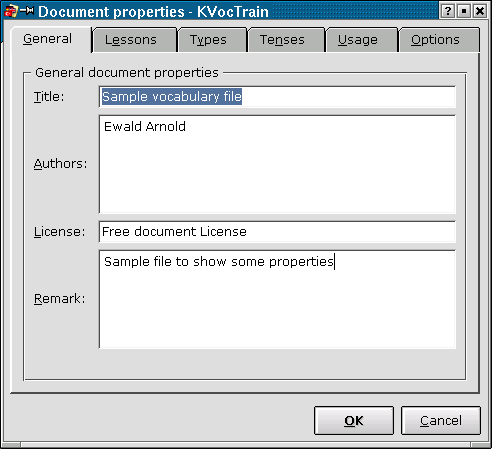 Document properties - KVocTrain
General Lessons Types Tenses Usage Options
General document properties
Title: Sample vocabulary file
Authors: Ewald Arnold
License: Free document License
Remark: Sample file to show some properties
OK Cancel